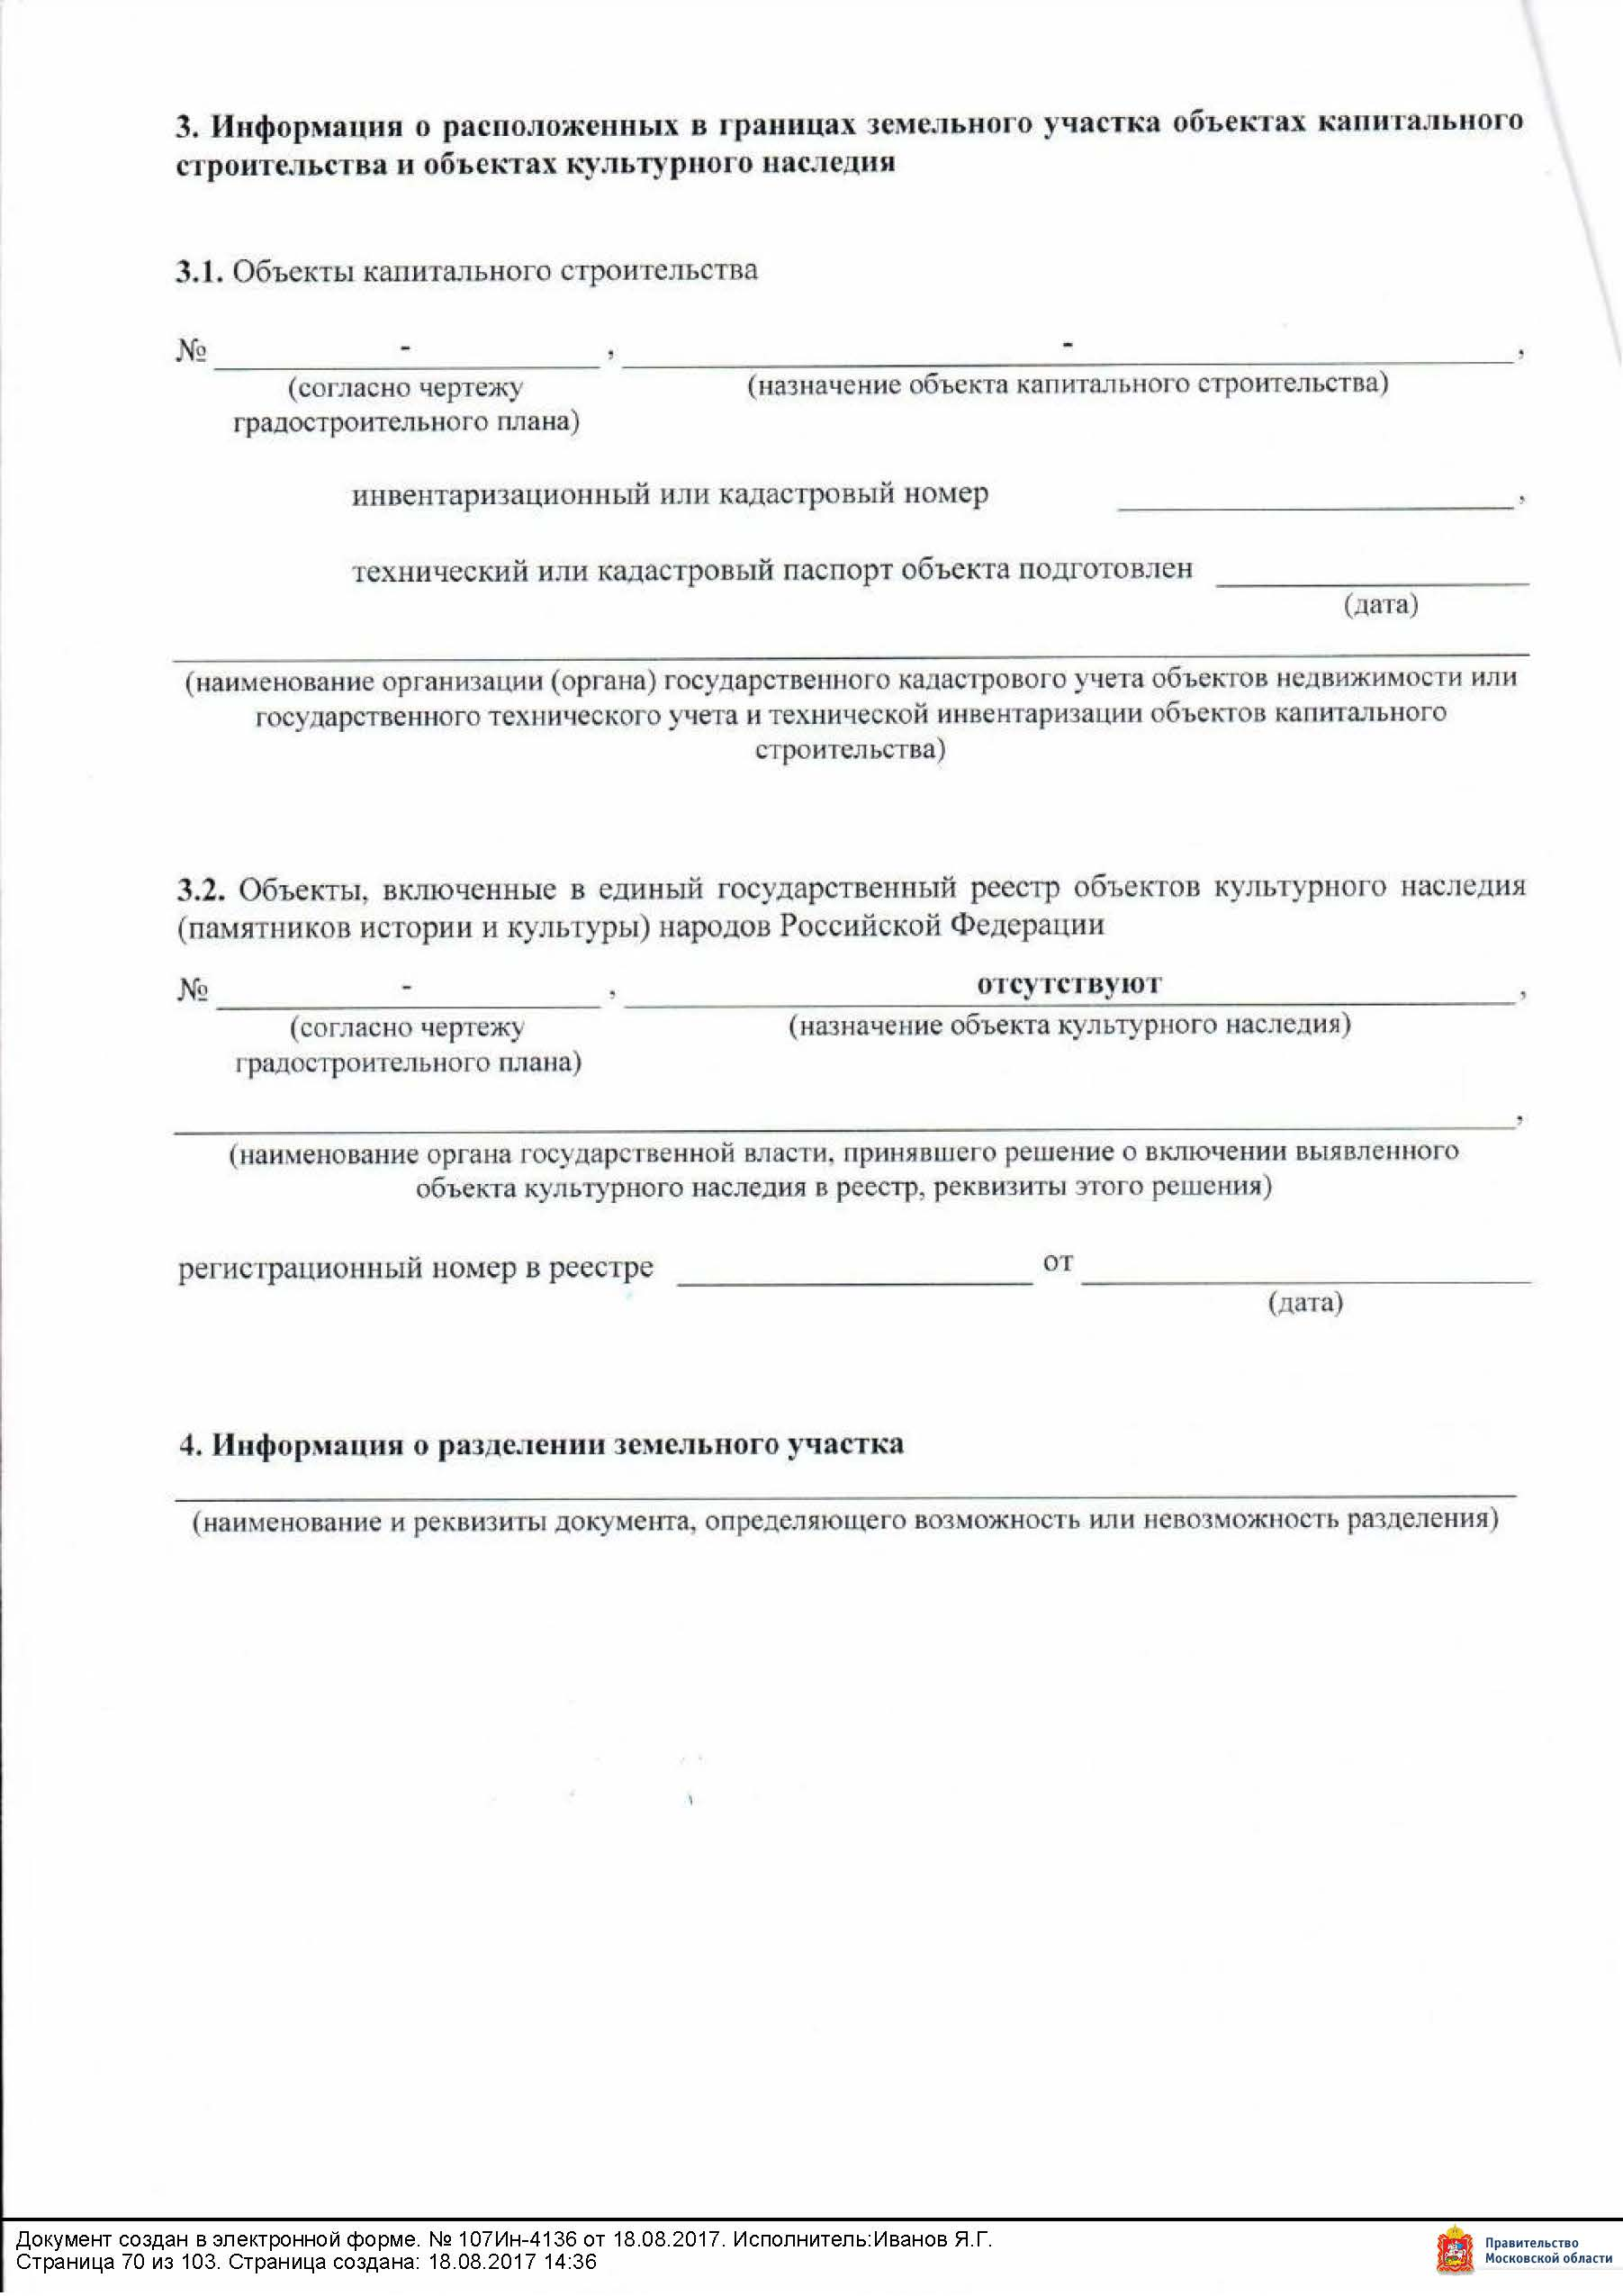 3. Информация о расположенных в границах земельного участка объектах капитального
строительства и объектах культурного наследия
3.1. Объекты капитального строительства
№ - , - ,
(согласно чертежу (назначение объекта капитального строительства)
градостроительного плана)
инвентаризационный или кадастровый номер ,
технический или кадастровый паспорт объекта подготовлен
(дата)
(наименование организации (органа) государственного кадастрового учета объектов недвижимости или
государственного технического учета и технической инвентаризации объектов капитального
строительства)
3.2. Объекты, включенные в единый государственный реестр объектов культурного наследия
(памятников истории и культуры) народов Российской Федерации
№ - , отсутствуют ,
(согласно чертежу (назначение объекта культурного наследия)
градостроительного плана)
,
(наименование органа государственной власти, принявшего решение о включении выявленного
объекта культурного наследия в реестр, реквизиты этого решения)
регистрационный номер в реестре от
(дата)
4. Информация о разделении земельного участка
(наименование и реквизиты документа, определяющего возможность или невозможность разделения)
Документ создан в электронной форме. № 107Ин-4136 от 18.08.2017. Исполнитель:Иванов Я.Г.
Страница 70 из 103. Страница создана: 18.08.2017 14:36
Правительство
Московской области